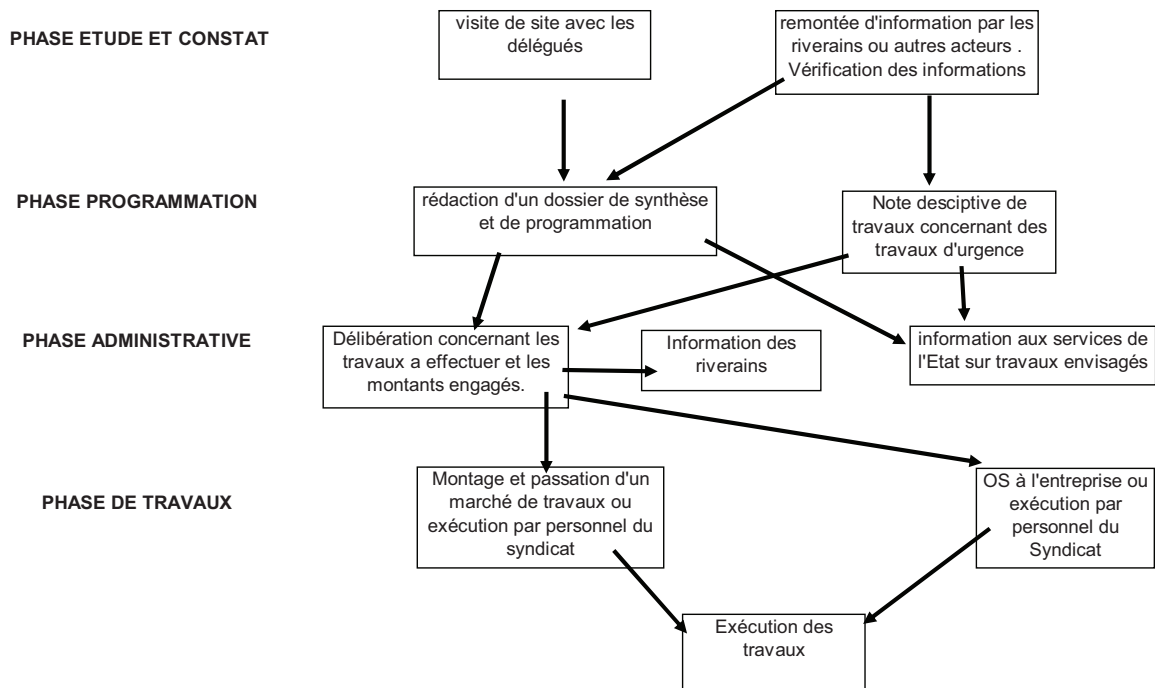 PHASE ETUDE ET CONSTAT
visite de site avec les
délégués
remontée d'information par les
riverains ou autres acteurs .
Vérification des informations
PHASE PROGRAMMATION
rédaction d'un dossier de synthèse
et de programmation
Note desciptive de
travaux concernant des
travaux d'urgence
PHASE ADMINISTRATIVE
Délibération concernant les
travaux a effectuer et les
montants engagés.
Information des
riverains
information aux services de
l'Etat sur travaux envisagés
PHASE DE TRAVAUX
Montage et passation d'un
marché de travaux ou
exécution par personnel du
syndicat
OS à l'entreprise ou
exécution par
personnel du
Syndicat
Exécution des
travaux